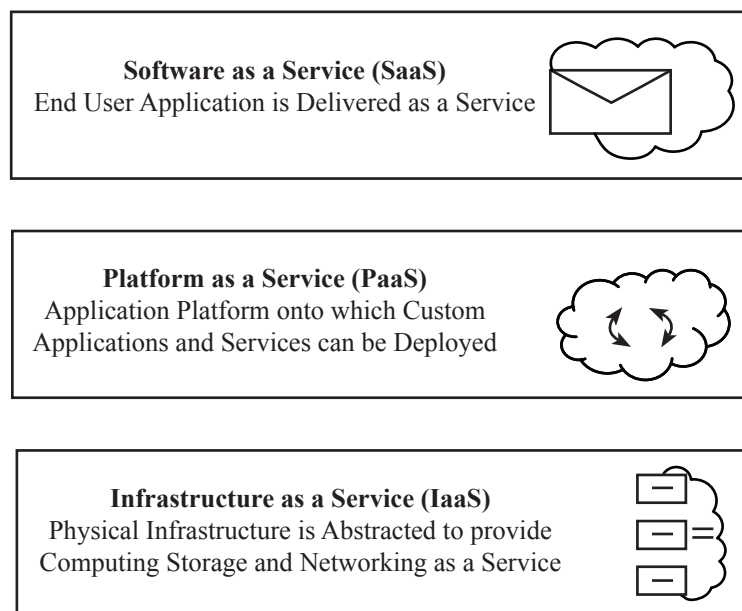 Software as a Service (SaaS)
End User Application is Delivered as a Service
Platform as a Service (PaaS)
Application Platform onto which Custom
Applications and Services can be Deployed
Infrastructure as a Service (IaaS)
Physical Infrastructure is Abstracted to provide
Computing Storage and Networking as a Service